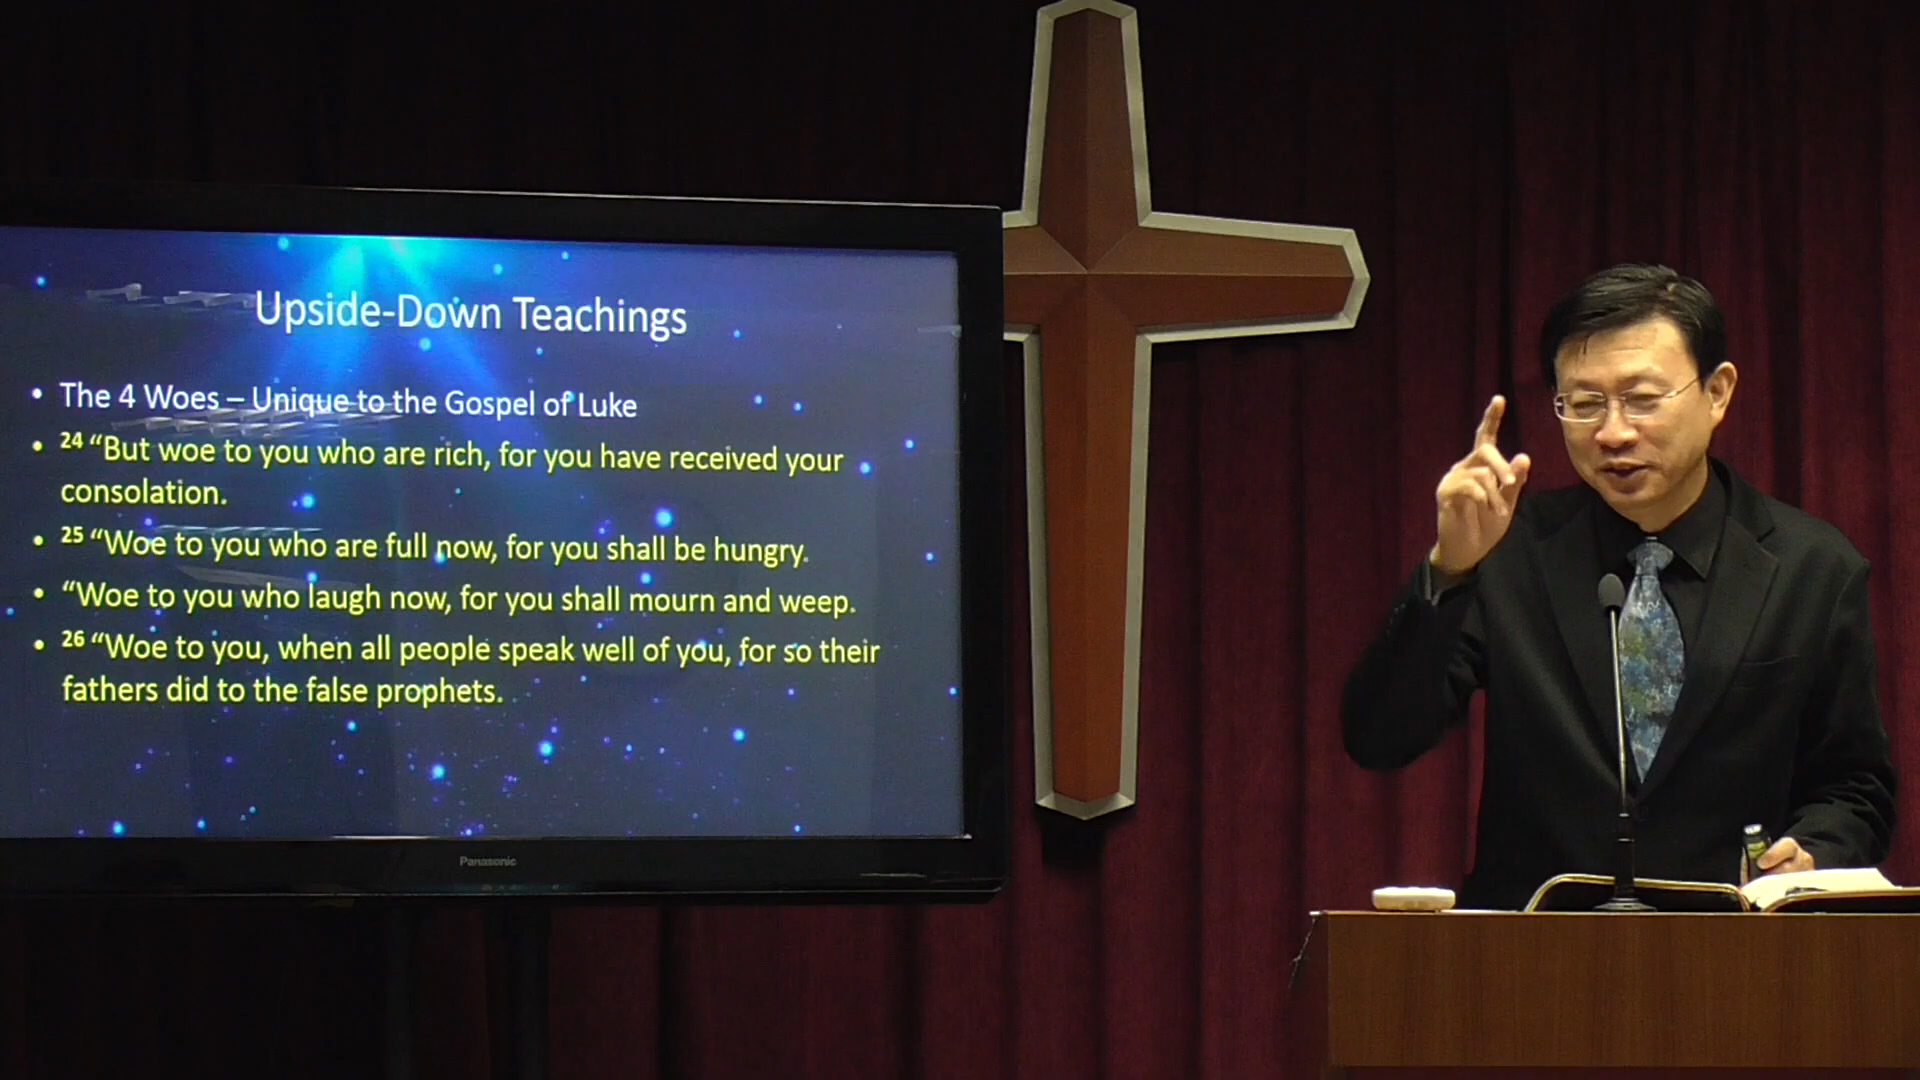 Upside-Down Teachings
• The 4 Woes – Unique to the Gospel of Luke
• 24 “But woe to you who are rich, for you have received your
consolation.
• 25 “Woe to you who are full now, for you shall be hungry.
• “Woe to you who laugh now, for you shall mourn and weep.
• 26 “Woe to you, when all people speak well of you, for so their
fathers did to the false prophets.
Panasonic